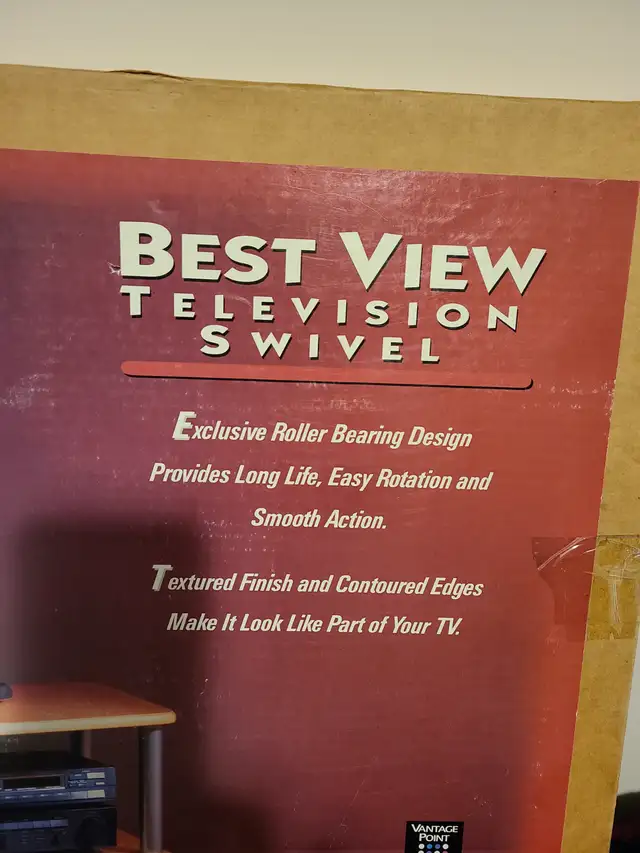 BEST VIEW
TELEVISION
SWIVEL
Exclusive Roller Bearing Design
Provides Long Life, Easy Rotation and
Smooth Action.
Textured Finish and Contoured Edges
Make It Look Like Part of Your TV.
VANTAGE
POINT